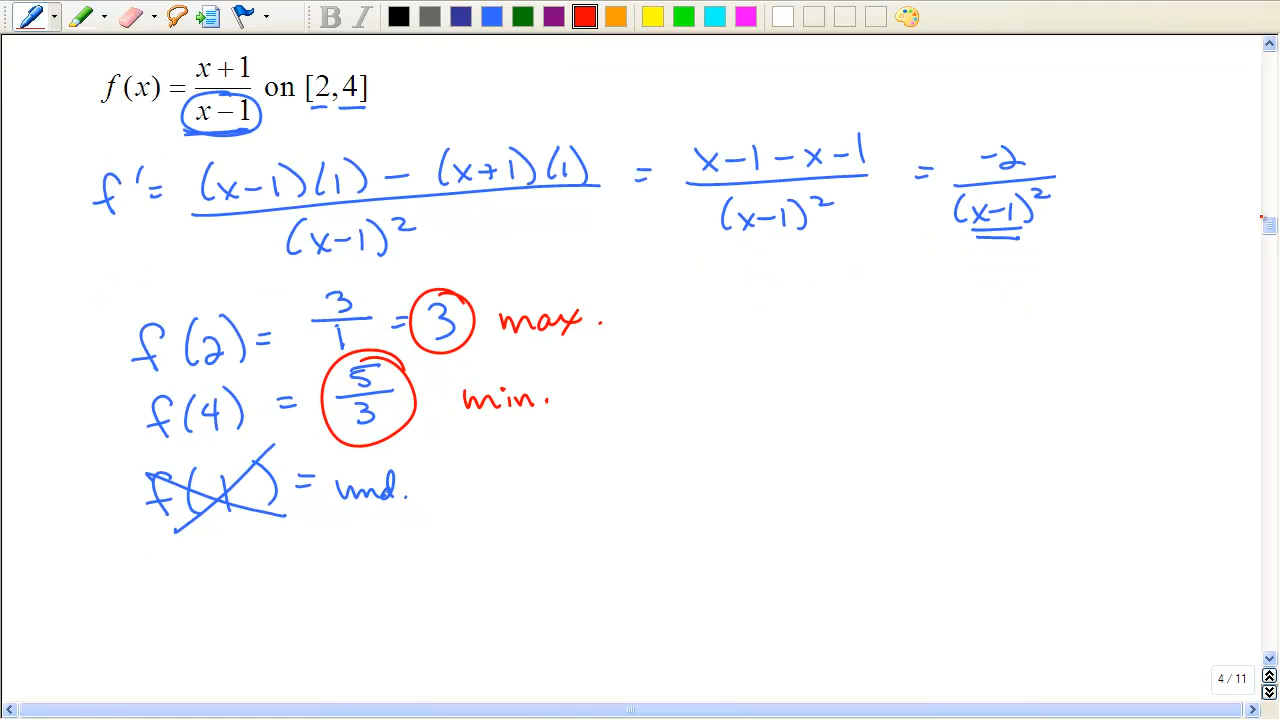 B I
f(x) = (x+1)/(x−1) on [2,4]
f' = ((x-1)(1) - (x+1)(1))/(x-1)² = (x-1-x-1)/(x-1)² = -2/(x-1)²
f(2) = 3/1 = 3 max.
f(4) = 5/3 min.
f(1) = und.
4 / 11